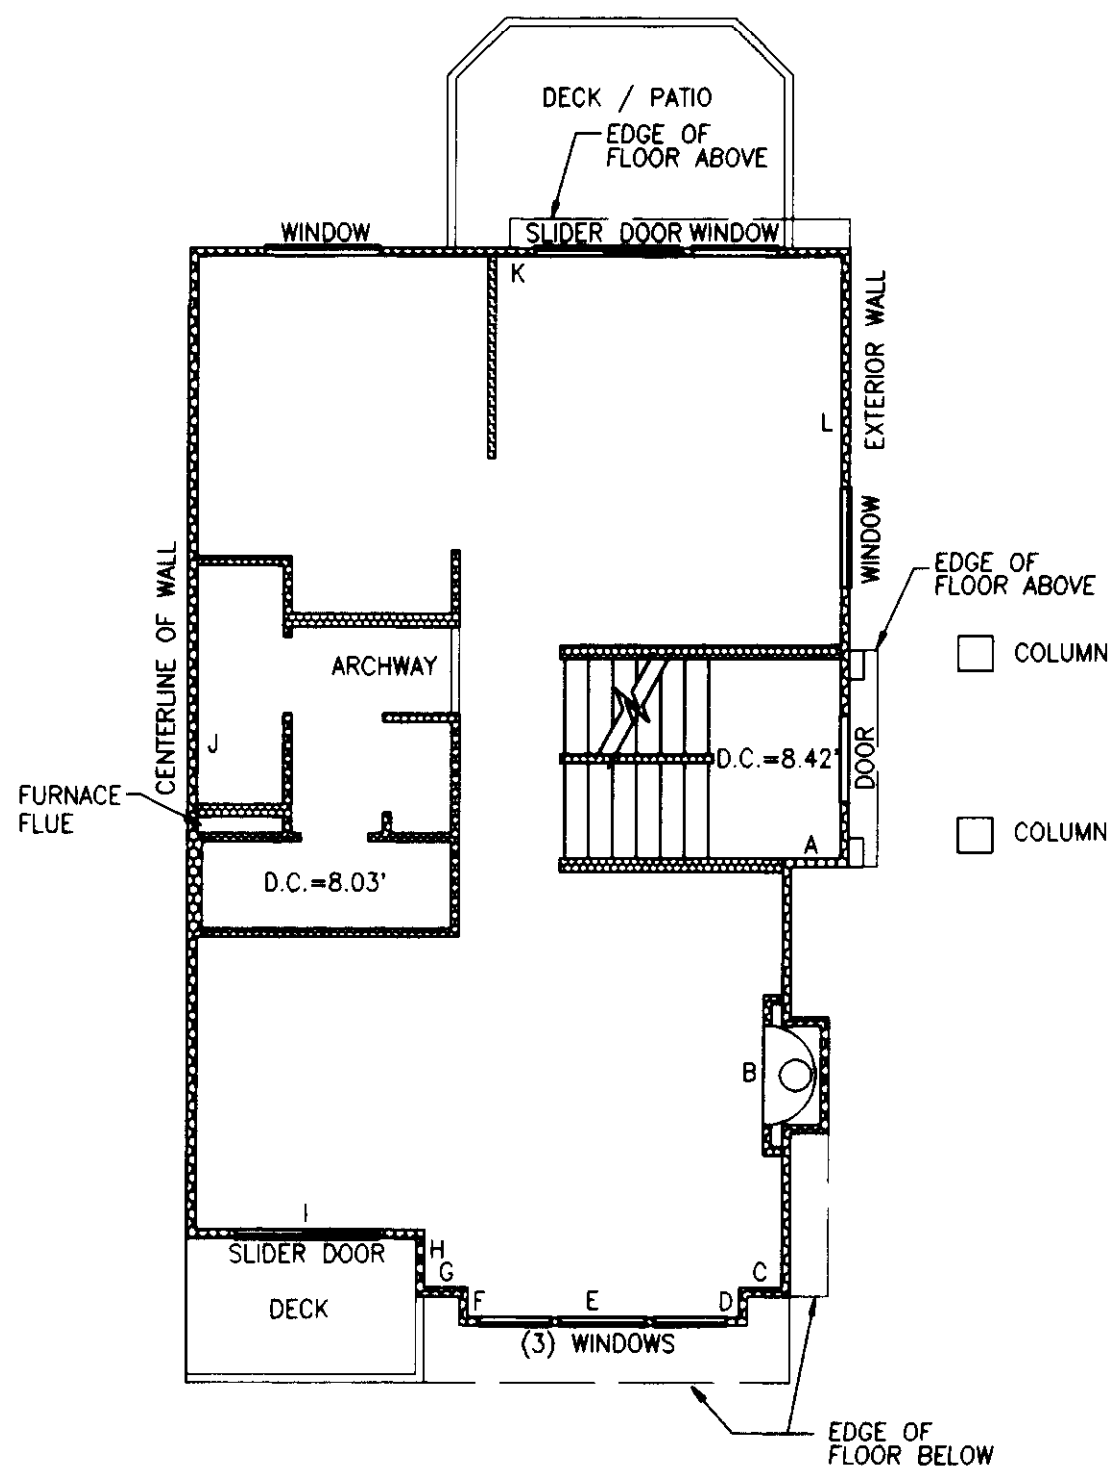 DECK / PATIO
EDGE OF
FLOOR ABOVE
WINDOW
SLIDER DOOR
WINDOW
K
EXTERIOR WALL
L
WINDOW
EDGE OF
FLOOR ABOVE
CENTERLINE OF WALL
COLUMN
ARCHWAY
J
D.C.=8.42'
DOOR
FURNACE
FLUE
COLUMN
A
D.C.=8.03'
B
I
SLIDER DOOR
H
G
C
DECK
F
E
D
(3) WINDOWS
EDGE OF
FLOOR BELOW